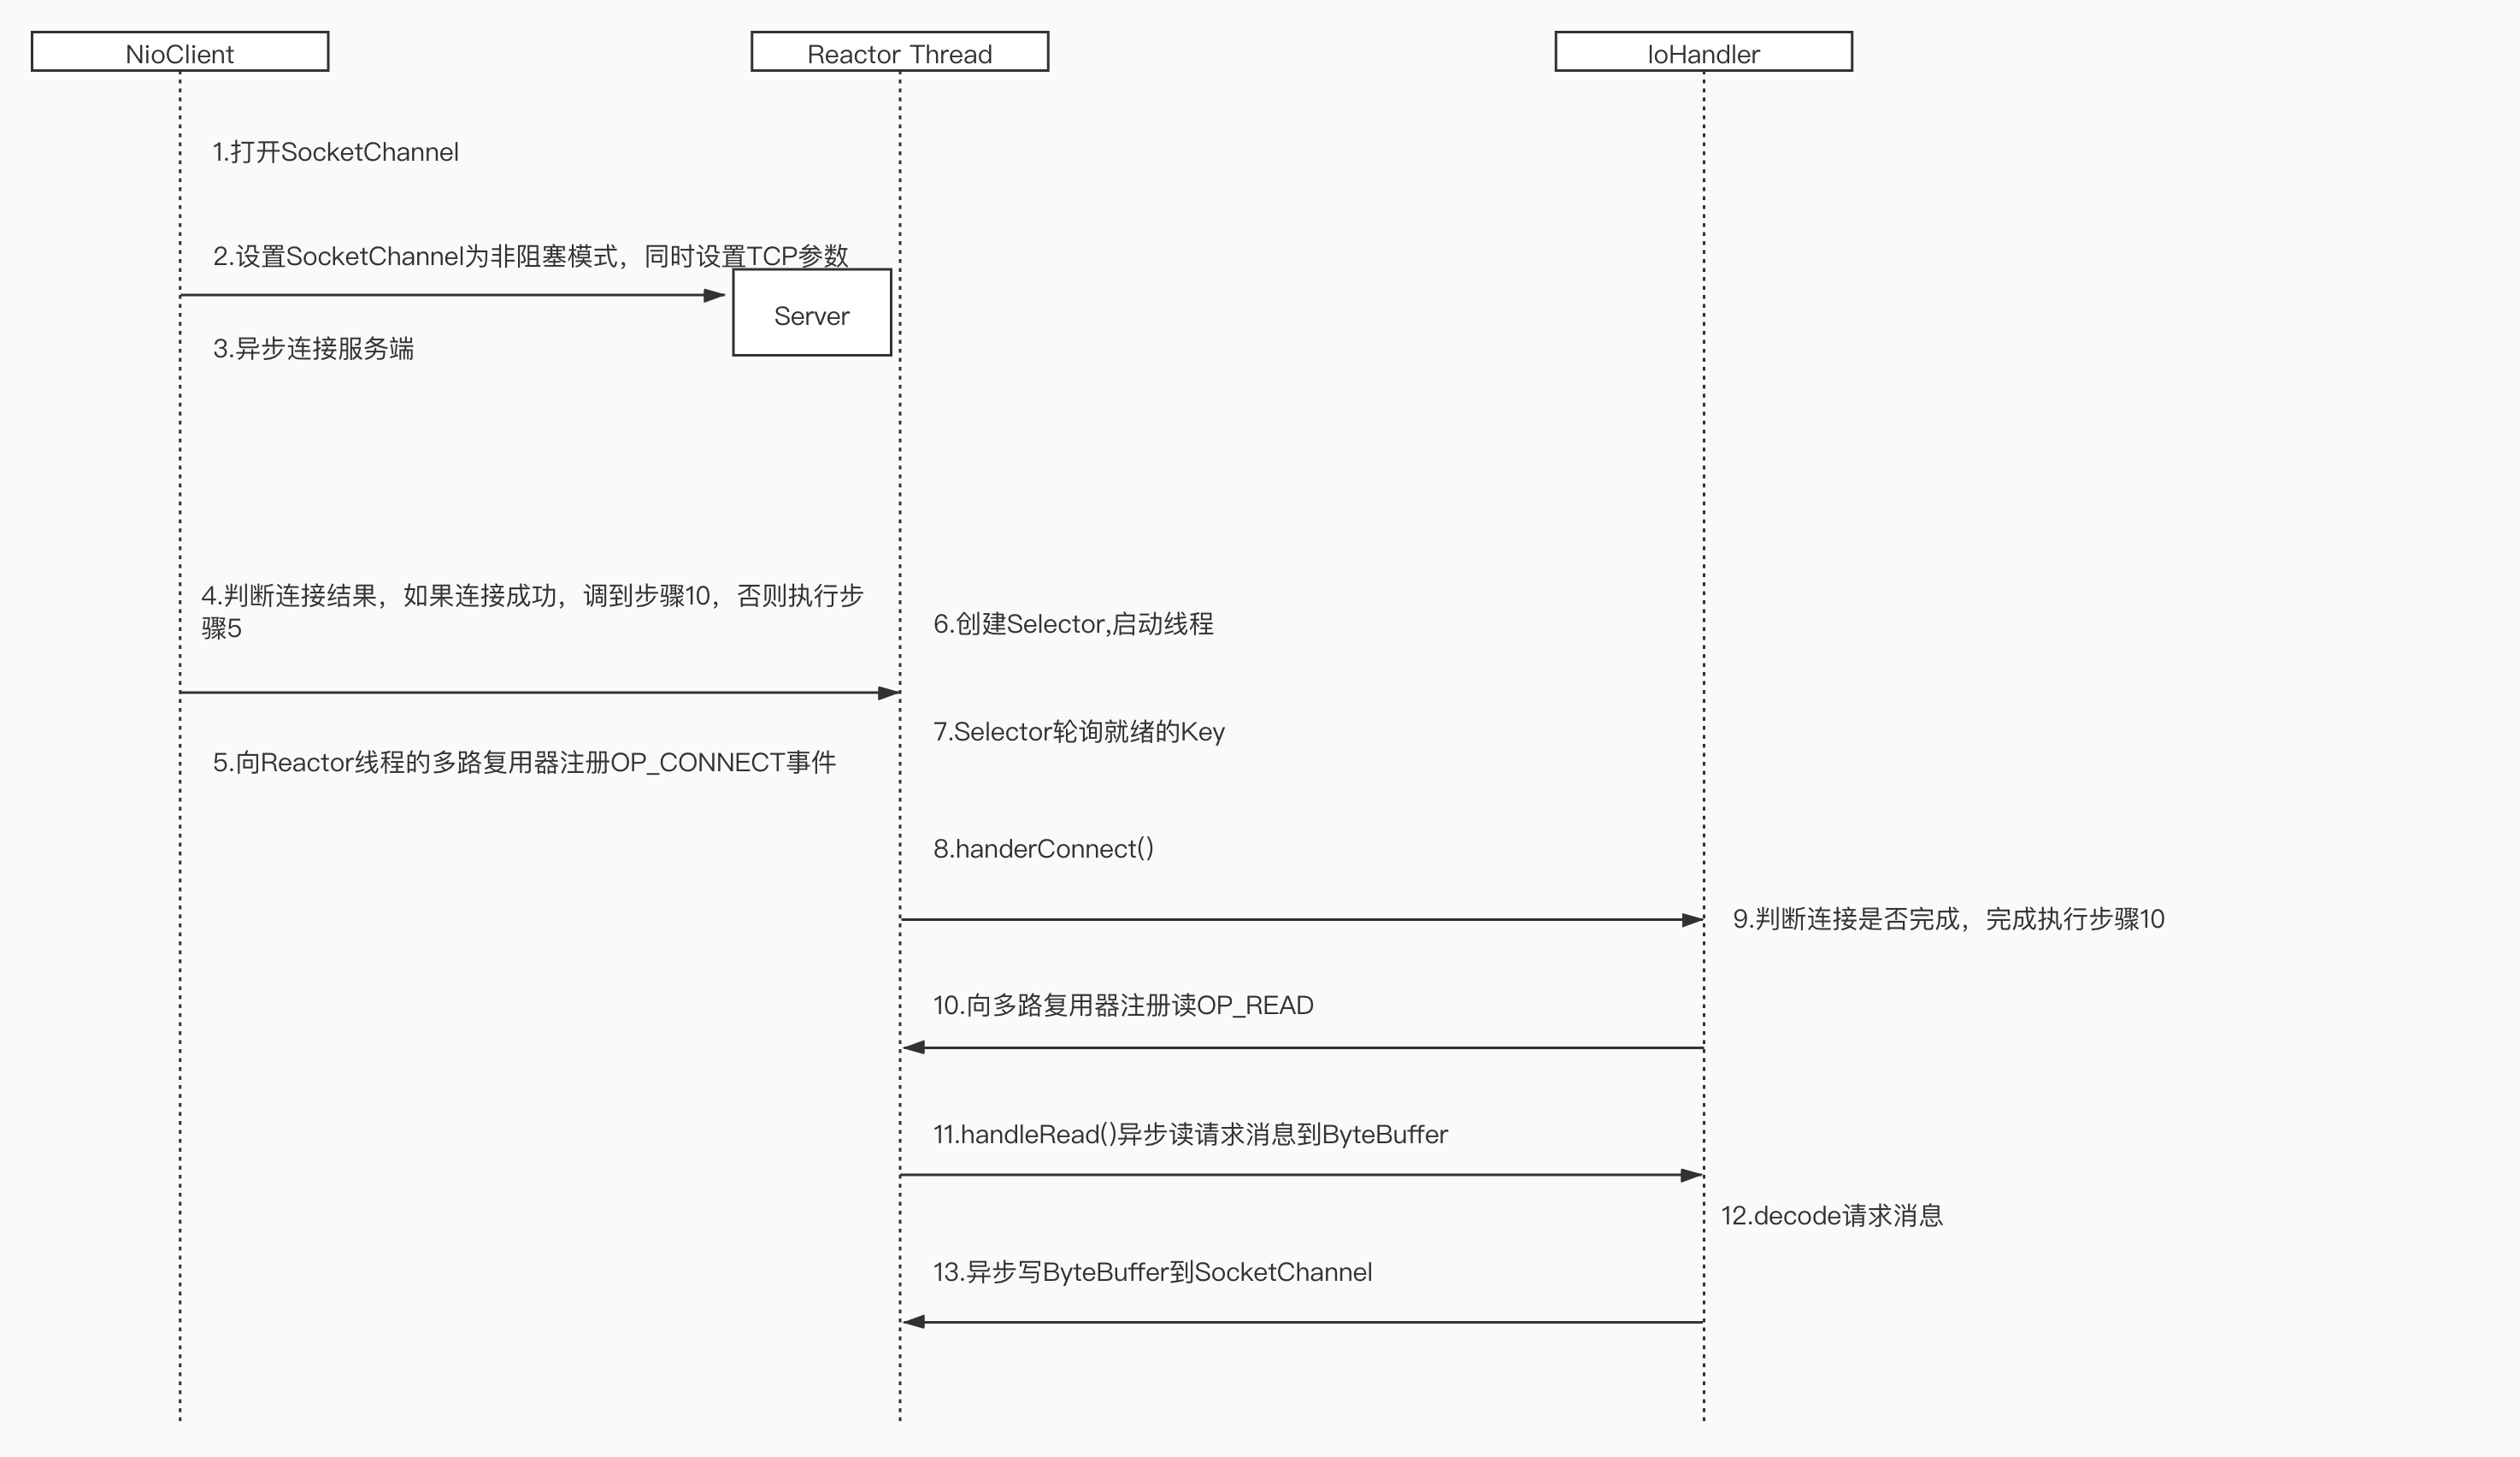 NioClient
Reactor Thread
IoHandler
1.打开SocketChannel
2.设置SocketChannel为非阻塞模式，同时设置TCP参数
Server
3.异步连接服务端
4.判断连接结果，如果连接成功，调到步骤10，否则执行步
骤5
6.创建Selector,启动线程
7.Selector轮询就绪的Key
5.向Reactor线程的多路复用器注册OP_CONNECT事件
8.handerConnect()
9.判断连接是否完成，完成执行步骤10
10.向多路复用器注册读OP_READ
11.handleRead()异步读请求消息到ByteBuffer
12.decode请求消息
13.异步写ByteBuffer到SocketChannel